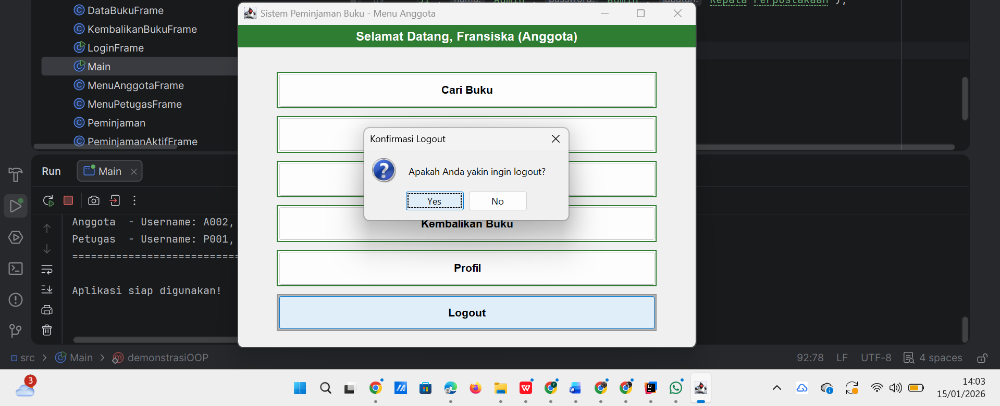 DataBukuFrame
KembalikanBukuFrame
LoginFrame
Main
MenuAnggotaFrame
MenuPetugasFrame
Peminjaman
PeminjamanAktifFrame
Sistem Peminjaman Buku - Menu Anggota
Selamat Datang, Fransiska (Anggota)
Cari Buku
Konfirmasi Logout
Apakah Anda yakin ingin logout?
Yes
No
Kembalikan Buku
Profil
Logout
Run
Main
Anggota - Username: A002,
Petugas - Username: P001,
===========================
Aplikasi siap digunakan!
src > Main > demonstrasiOOP
92:78 LF UTF-8 4 spaces
3
14:03
15/01/2026